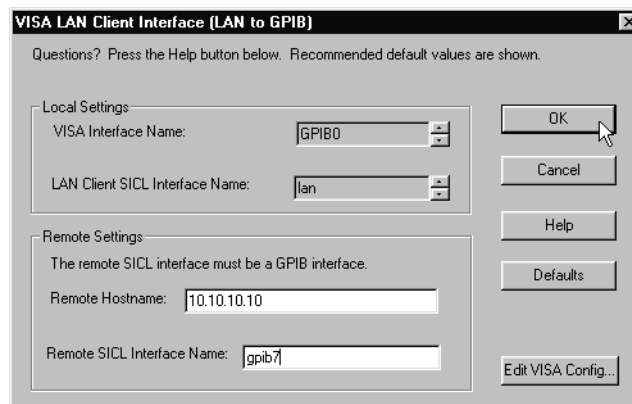 VISA LAN Client Interface (LAN to GPIB)
Questions? Press the Help button below. Recommended default values are shown.
Local Settings
VISA Interface Name: GPIB0
LAN Client SICL Interface Name: lan
OK
Cancel
Help
Defaults
Remote Settings
The remote SICL interface must be a GPIB interface.
Remote Hostname: 10.10.10.10
Remote SICL Interface Name: gpib7
Edit VISA Config...